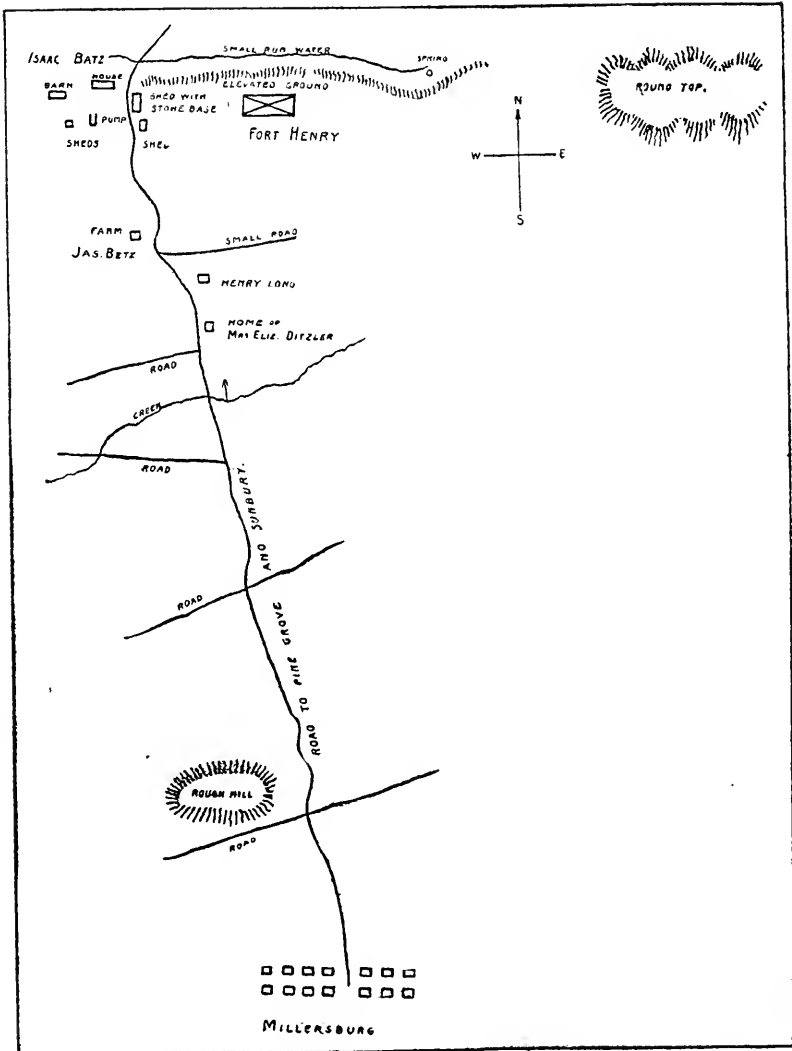 SMALL RUN WATER
SPRING
ISAAC BATZ
HOUSE
BARN
ELEVATED GROUND
ROUND TOP.
SHED WITH
STONE BASE
PUMP
SHEDS
SHED
FORT HENRY
N
W
E
S
FARM
JAS. BETZ
SMALL ROAD
HENRY LONG
HOME OF
MRS ELIZ. DITZLER
ROAD
CREEK
ROAD
ROAD TO PINE GROVE AND SUNBURY.
ROAD
ROUGH HILL
ROAD
MILLERSBURG